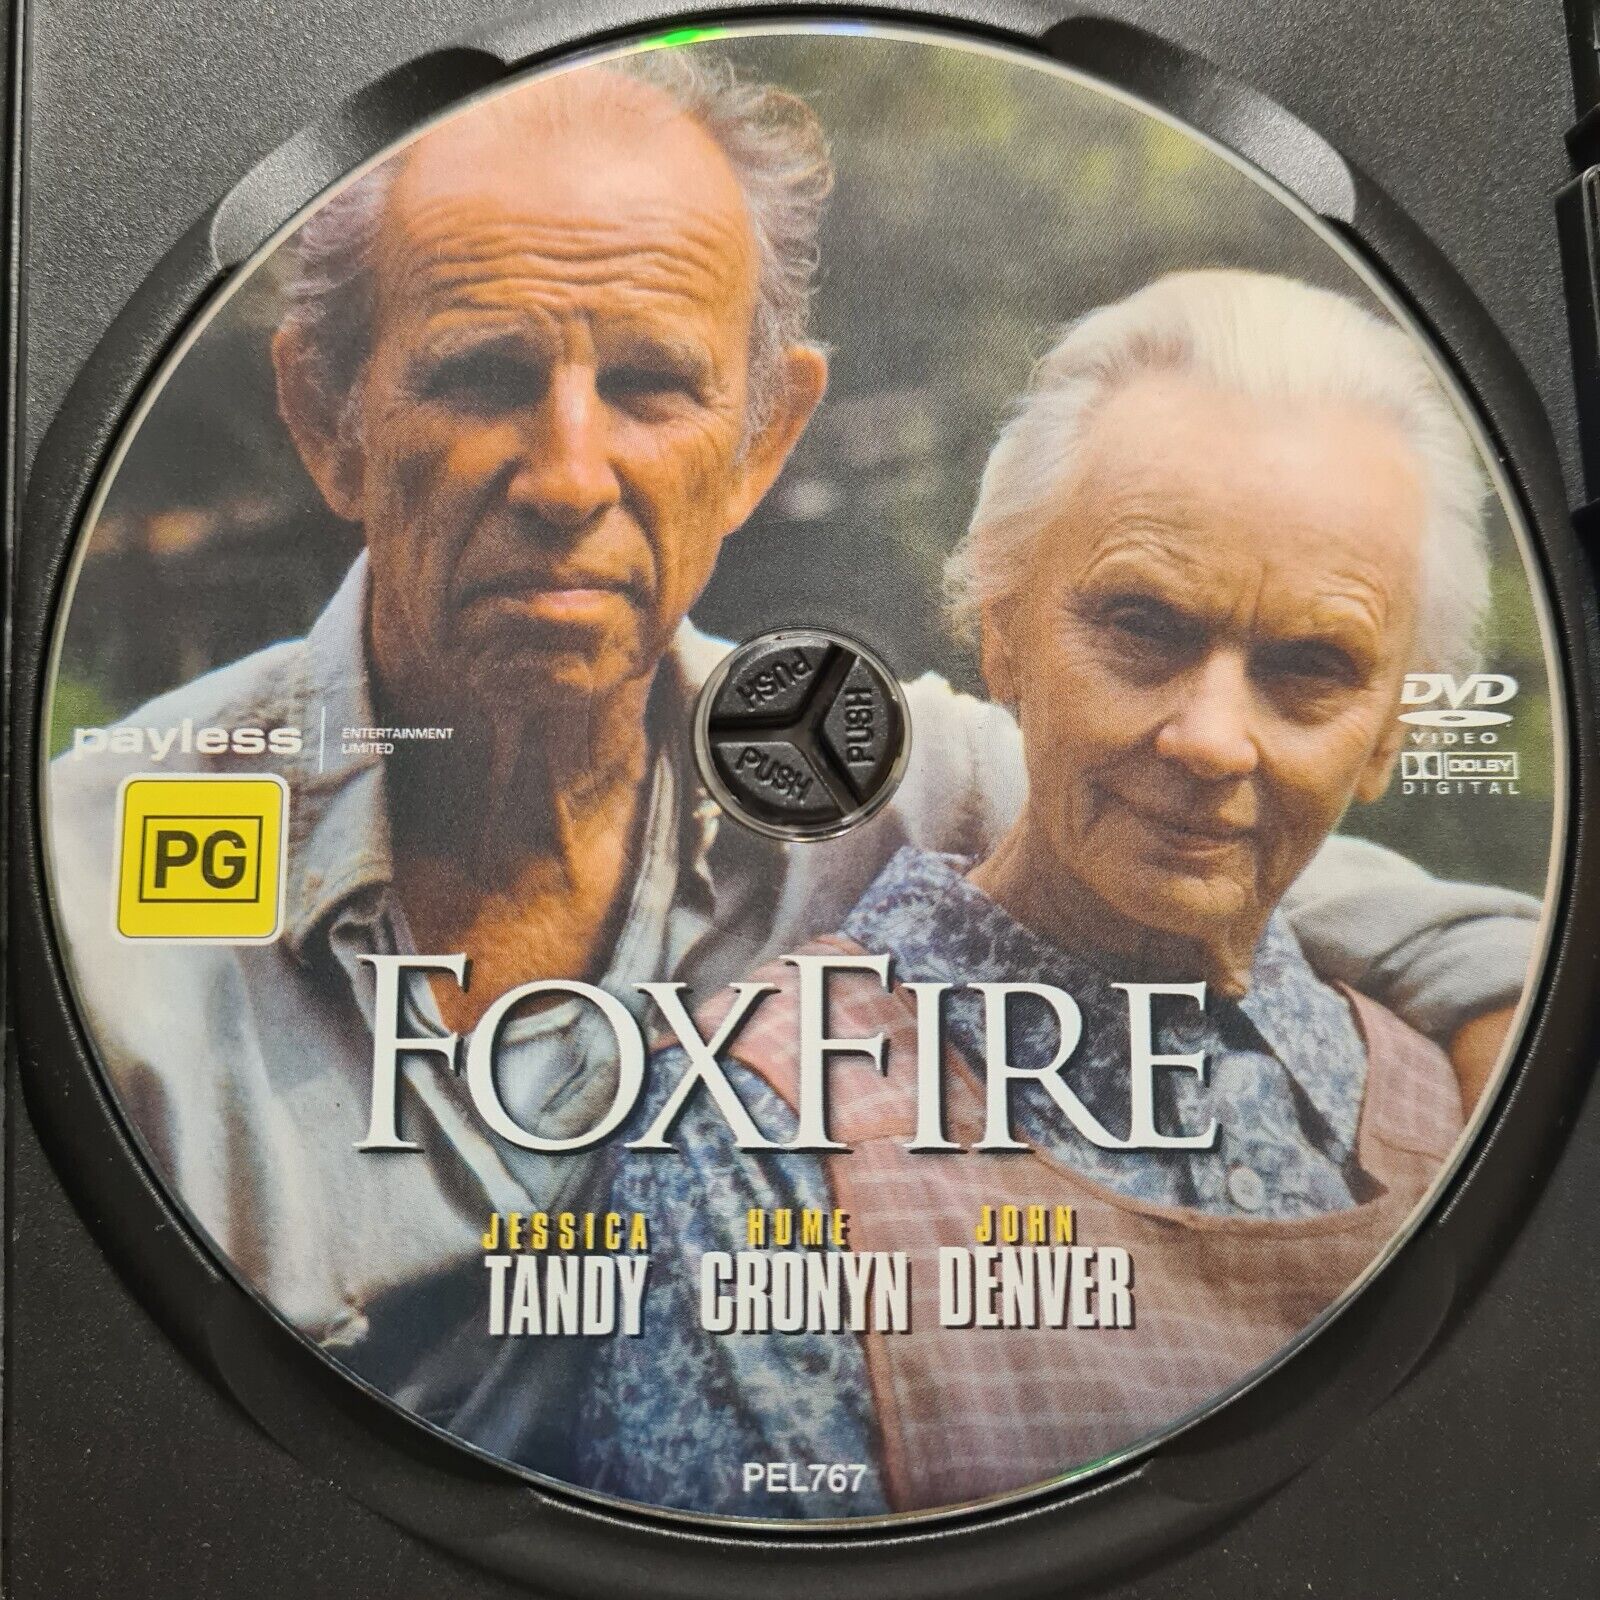 PUSH
PUSH
PUSH
payless
ENTERTAINMENT
LIMITED
DVD
VIDEO
DOLBY
DIGITAL
PG
FOXFIRE
JESSICA HUME JOHN
TANDY CRONYN DENVER
PEL767